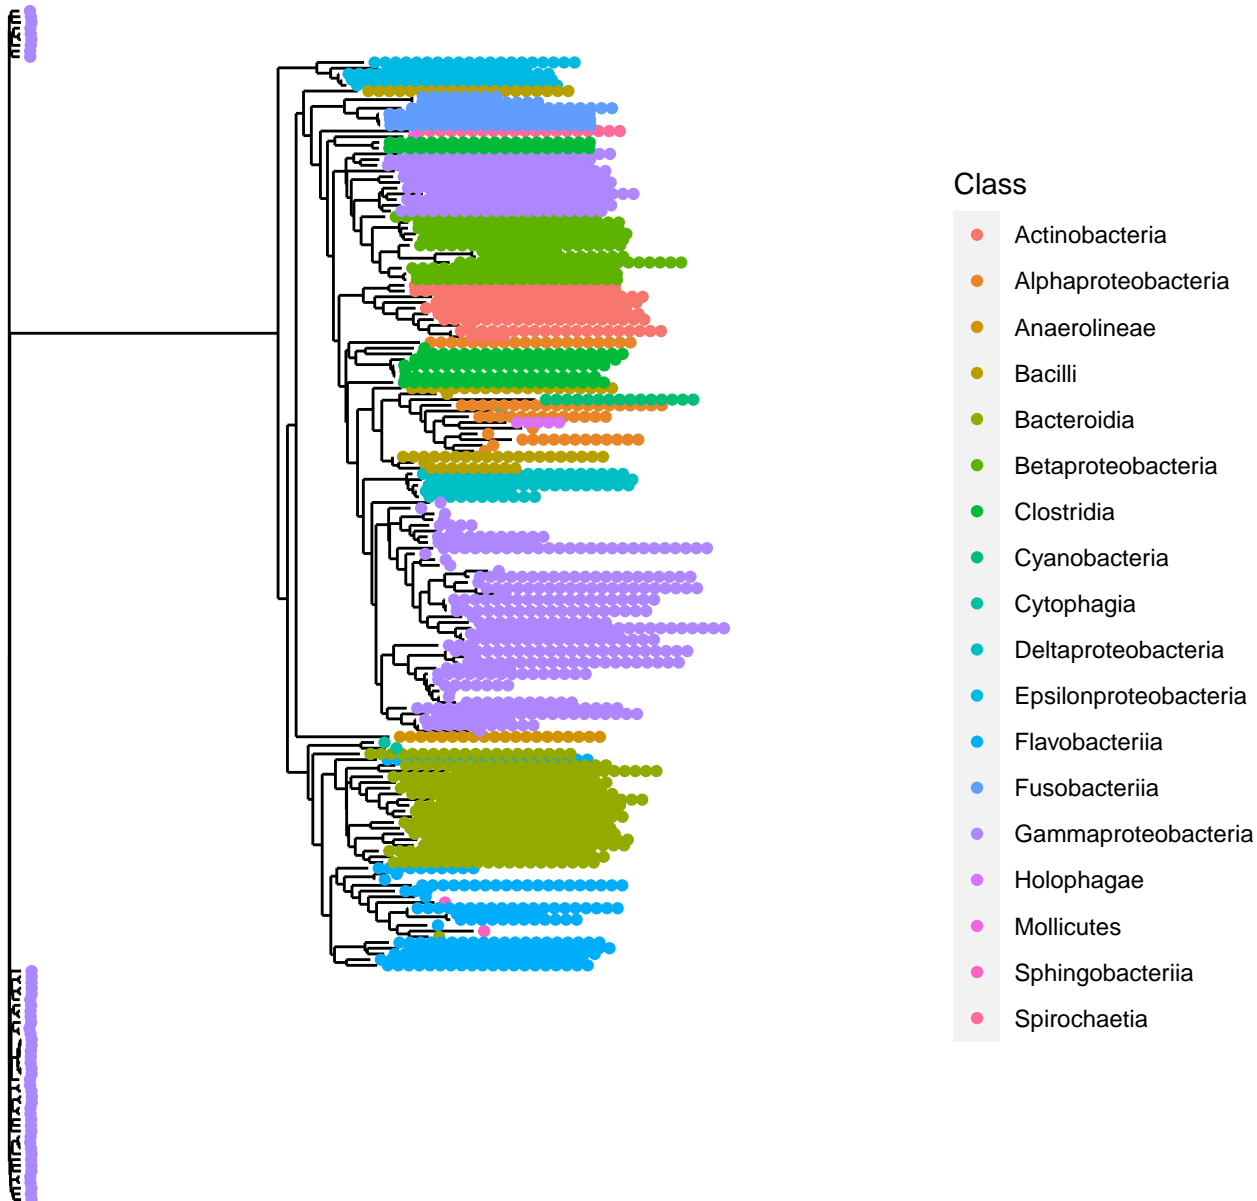 Class
Actinobacteria
Alphaproteobacteria
Anaerolineae
Bacilli
Bacteroidia
Betaproteobacteria
Clostridia
Cyanobacteria
Cytophagia
Deltaproteobacteria
Epsilonproteobacteria
Flavobacteriia
Fusobacteriia
Gammaproteobacteria
Holophagae
Mollicutes
Sphingobacteriia
Spirochaetia